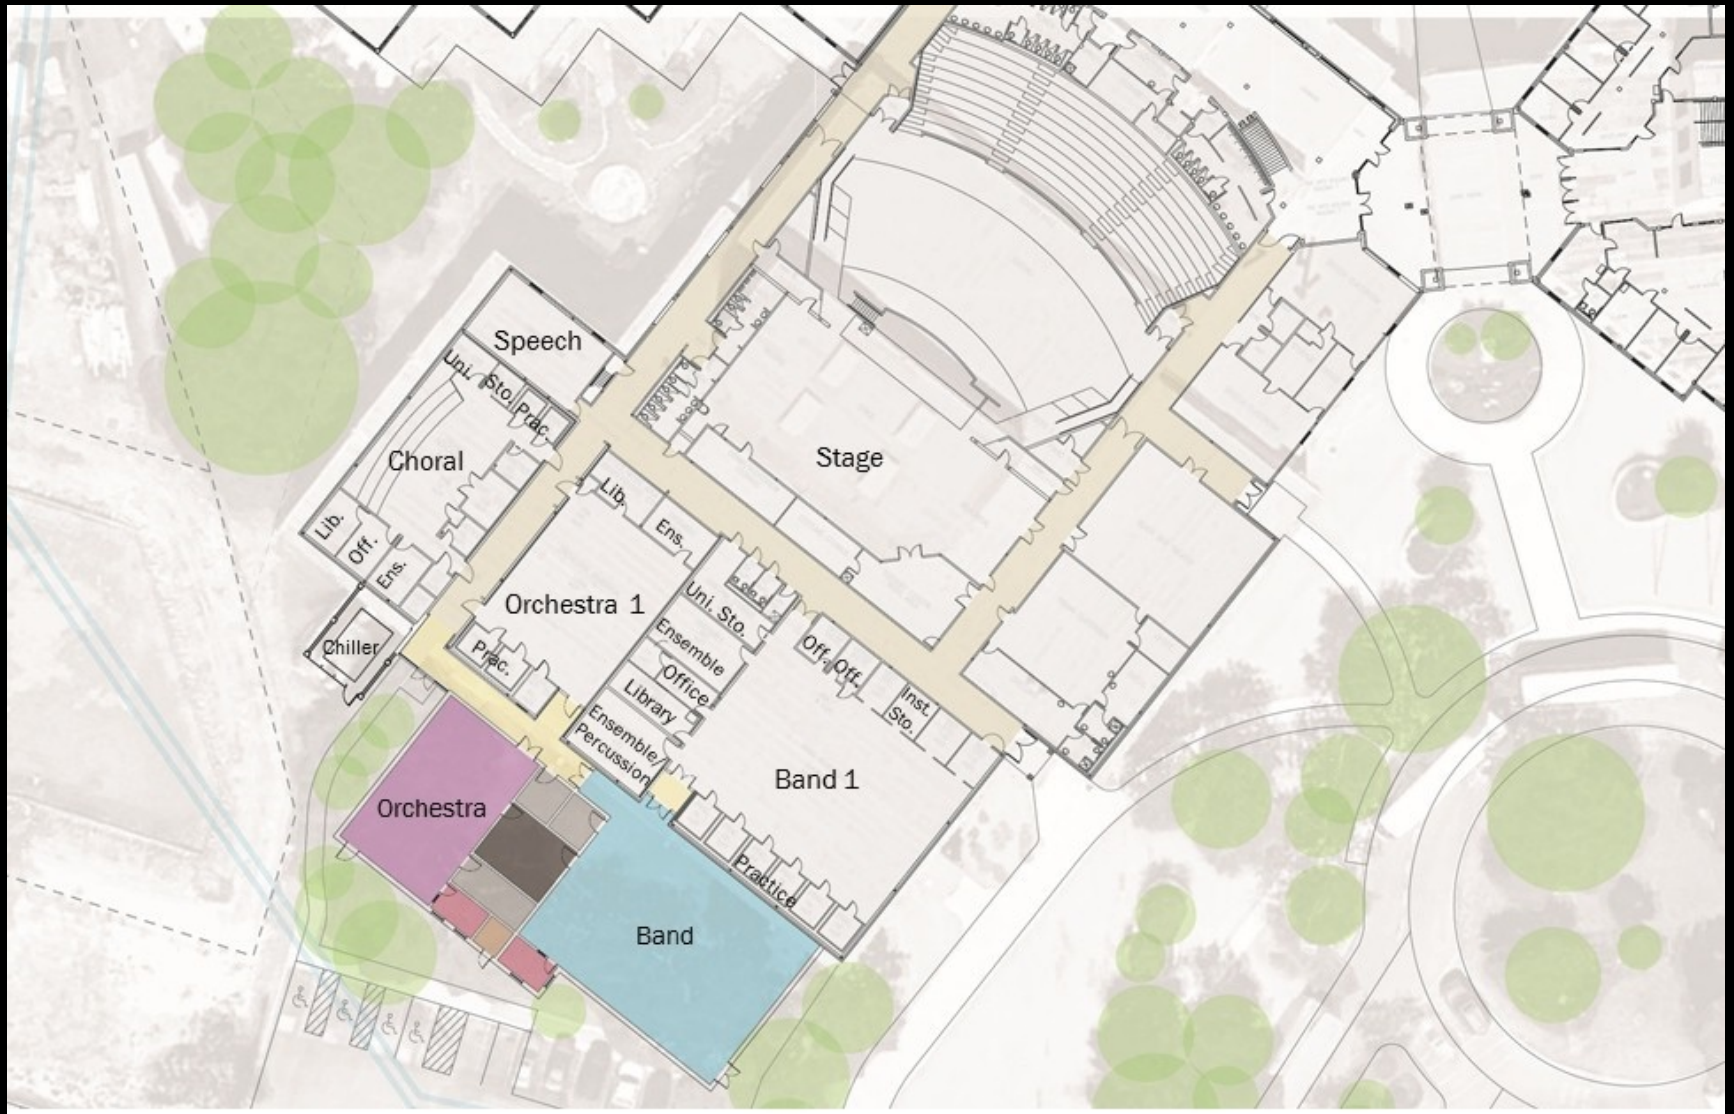 Speech
Uni.
Sto.
Prac.
Choral
Lib.
Off.
Ens.
Chiller
Stage
Lib.
Ens.
Orchestra 1
Prac.
Uni. Sto.
Ensemble
Office
Library
Ensemble/
Percussion
Off.
Off.
Inst.
Sto.
Band 1
Practice
Orchestra
Band